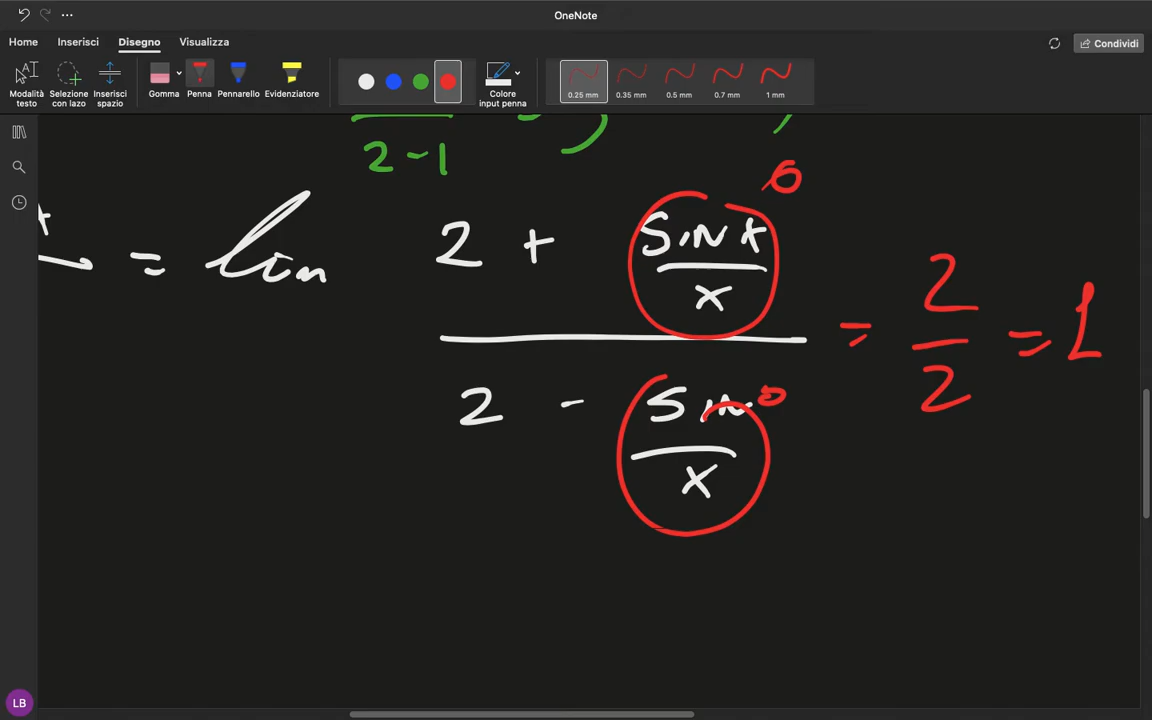 OneNote
Home Inserisci Disegno Visualizza
Condividi
Modalità testo
Selezione con lazo
Inserisci spazio
Gomma
Penna
Pennarello
Evidenziatore
Colore input penna
0.25 mm 0.35 mm 0.5 mm 0.7 mm 1 mm
2 - 1
0
= lim
2 + sin x
x
2 - sin
x
0
= 2
2
= 1
LB